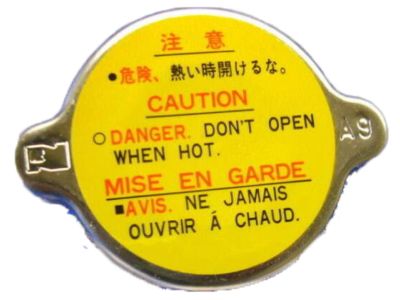 注意
●危険、熱い時開けるな。
CAUTION
○DANGER. DON'T OPEN
WHEN HOT.
MISE EN GARDE
■AVIS. NE JAMAIS
OUVRIR Á CHAUD.
A9